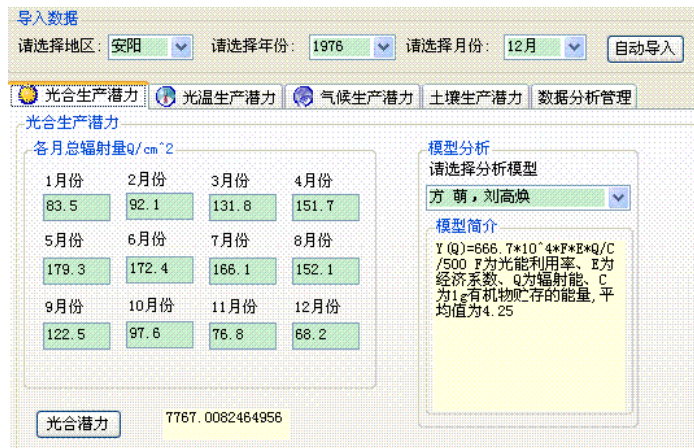 导入数据
请选择地区: 安阳 请选择年份: 1976 请选择月份: 12月 自动导入
光合生产潜力 光温生产潜力 气候生产潜力 土壤生产潜力 数据分析管理
光合生产潜力
各月总辐射量Q/cm^2
1月份 2月份 3月份 4月份
83.5 92.1 131.8 151.7
5月份 6月份 7月份 8月份
179.3 172.4 166.1 152.1
9月份 10月份 11月份 12月份
122.5 97.6 76.8 68.2
模型分析
请选择分析模型
方 萌，刘高焕
模型简介
Y(Q)=666.7*10^4*F*E*Q/C
/500 F为光能利用率、E为
经济系数、Q为辐射能、C
为1g有机物贮存的能量,平
均值为4.25
光合潜力 7767.0082464956